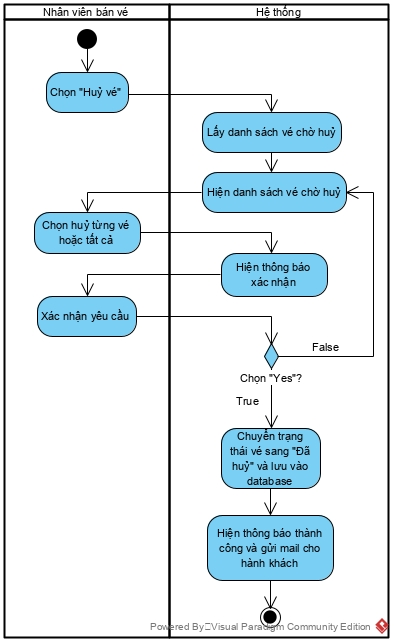 Nhân viên bán vé
Hệ thống
Chọn "Huỷ vé"
Lấy danh sách vé chờ huỷ
Hiện danh sách vé chờ huỷ
Chọn huỷ từng vé
hoặc tất cả
Hiện thông báo
xác nhận
Xác nhận yêu cầu
False
Chọn "Yes"?
True
Chuyển trạng
thái vé sang "Đã
huỷ" và lưu vào
database
Hiện thông báo thành
công và gửi mail cho
hành khách
Powered By Visual Paradigm Community Edition